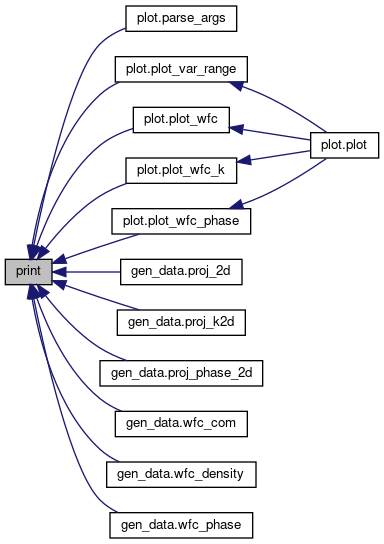 plot.parse_args
plot.plot_var_range
plot.plot_wfc
plot.plot
plot.plot_wfc_k
plot.plot_wfc_phase
print
gen_data.proj_2d
gen_data.proj_k2d
gen_data.proj_phase_2d
gen_data.wfc_com
gen_data.wfc_density
gen_data.wfc_phase